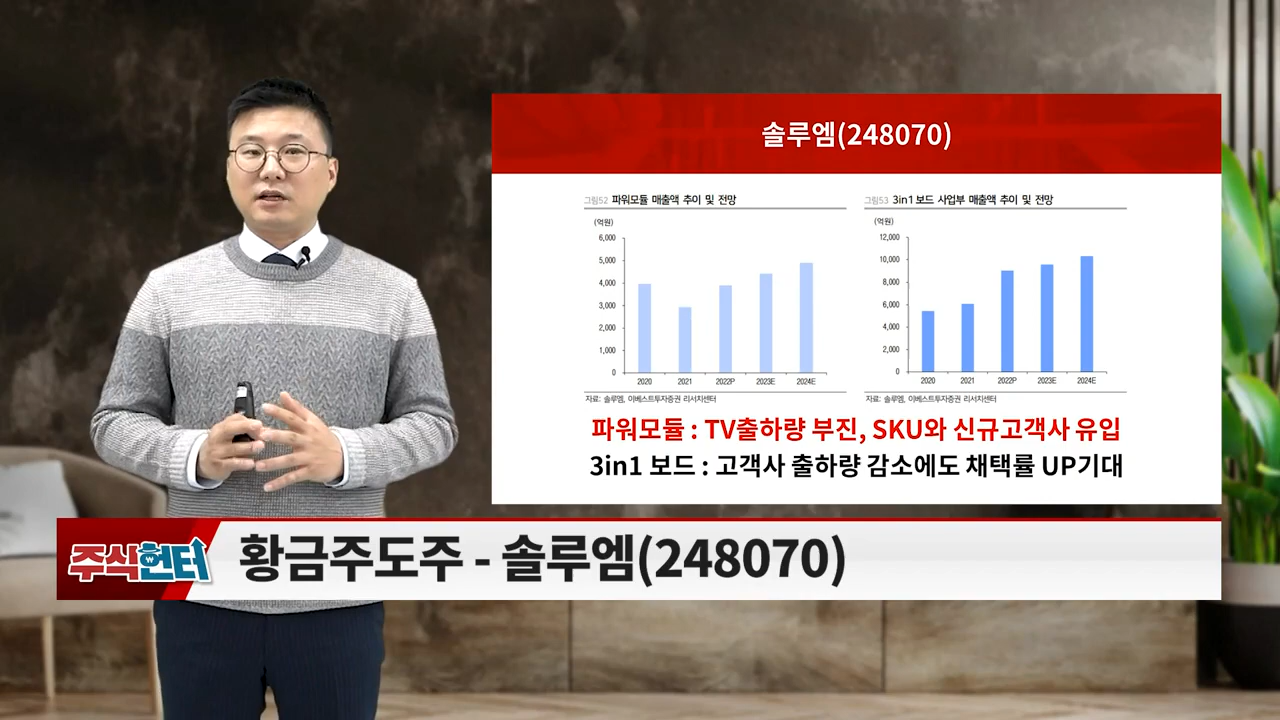 솔루엠(248070)
그림52 파워모듈 매출액 추이 및 전망
(억원)
6,000
5,000
4,000
3,000
2,000
1,000
0
2020 2021 2022P 2023E 2024E
자료: 솔루엠, 이베스트투자증권 리서치센터
그림53 3in1 보드 사업부 매출액 추이 및 전망
(억원)
12,000
10,000
8,000
6,000
4,000
2,000
0
2020 2021 2022P 2023E 2024E
자료: 솔루엠, 이베스트투자증권 리서치센터
파워모듈 : TV출하량 부진, SKU와 신규고객사 유입
3in1 보드 : 고객사 출하량 감소에도 채택률 UP기대
주식헌터
황금주도주 - 솔루엠(248070)